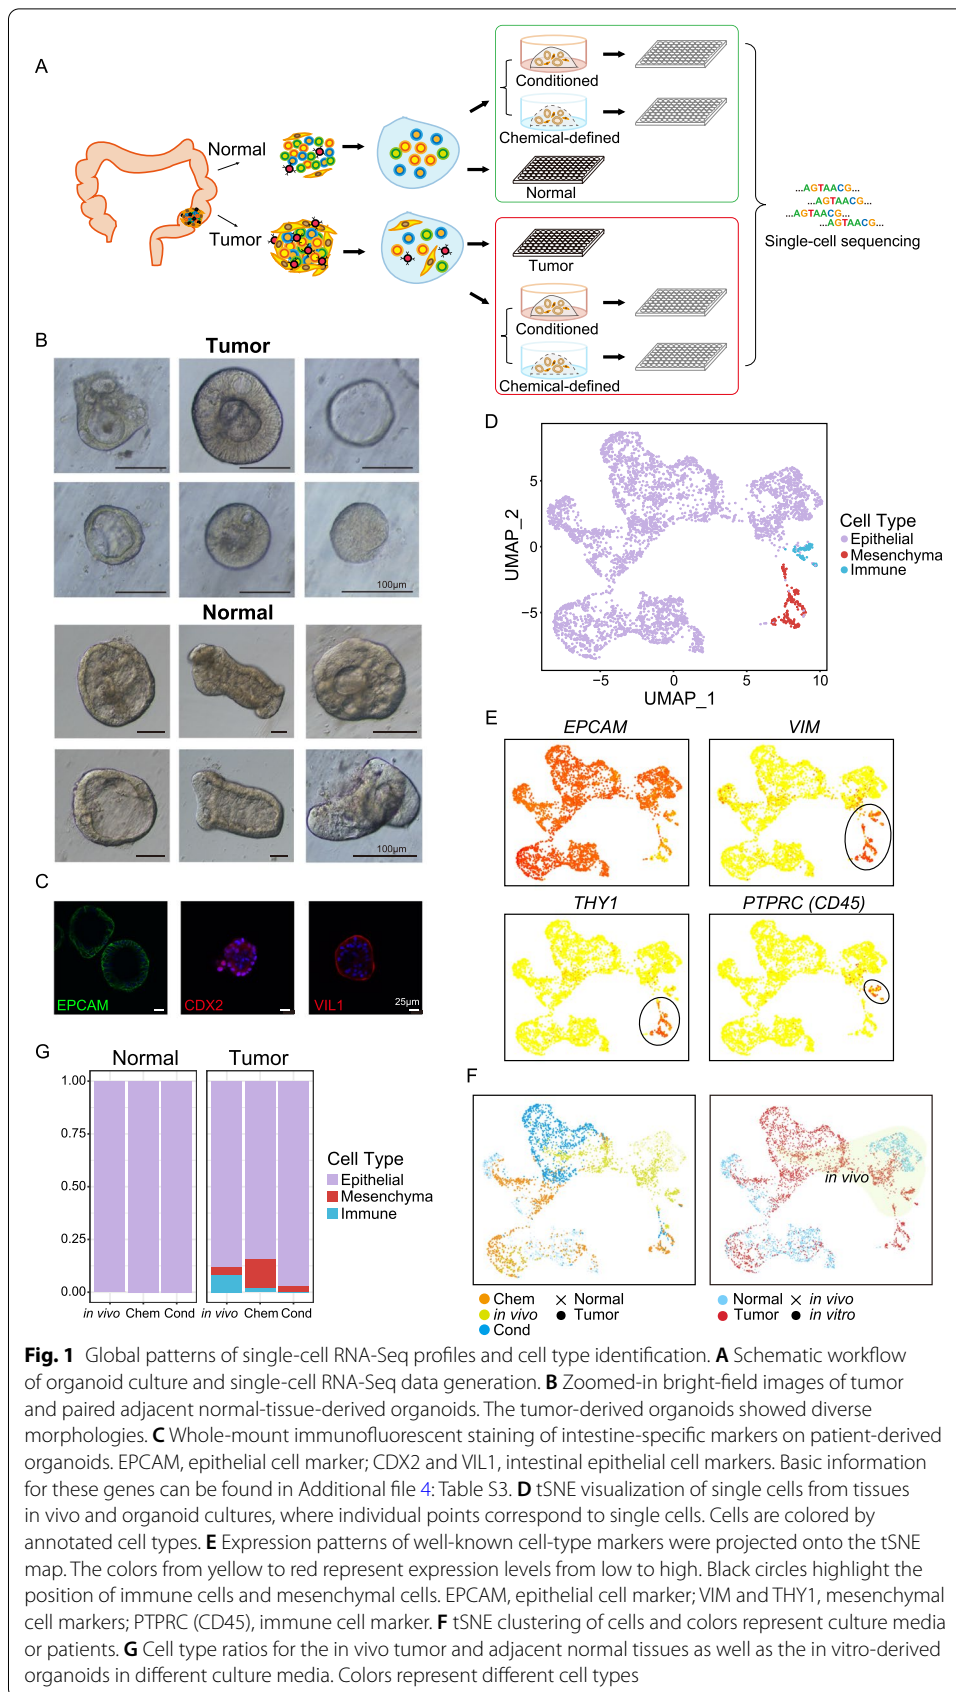 A
Normal
Tumor
Conditioned
Chemical-defined
Normal
Tumor
Conditioned
Chemical-defined
...AGTAACG...
...AGTAACG...
...AGTAACG...
...AGTAACG...
Single-cell sequencing
B
Tumor
100µm
Normal
100µm
C
EPCAM
CDX2
VIL1
25µm
D
UMAP_2
5
0
−5
−5
0
5
10
UMAP_1
Cell Type
Epithelial
Mesenchyma
Immune
E
EPCAM
VIM
THY1
PTPRC (CD45)
F
in vivo
Chem
in vivo
Cond
Normal
Tumor
Normal
Tumor
in vivo
in vitro
G
Normal
Tumor
1.00
0.75
0.50
0.25
0.00
in vivo Chem Cond
in vivo Chem Cond
Cell Type
Epithelial
Mesenchyma
Immune
Fig. 1 Global patterns of single-cell RNA-Seq profiles and cell type identification. A Schematic workflow
of organoid culture and single-cell RNA-Seq data generation. B Zoomed-in bright-field images of tumor
and paired adjacent normal-tissue-derived organoids. The tumor-derived organoids showed diverse
morphologies. C Whole-mount immunofluorescent staining of intestine-specific markers on patient-derived
organoids. EPCAM, epithelial cell marker; CDX2 and VIL1, intestinal epithelial cell markers. Basic information
for these genes can be found in Additional file 4: Table S3. D tSNE visualization of single cells from tissues
in vivo and organoid cultures, where individual points correspond to single cells. Cells are colored by
annotated cell types. E Expression patterns of well-known cell-type markers were projected onto the tSNE
map. The colors from yellow to red represent expression levels from low to high. Black circles highlight the
position of immune cells and mesenchymal cells. EPCAM, epithelial cell marker; VIM and THY1, mesenchymal
cell markers; PTPRC (CD45), immune cell marker. F tSNE clustering of cells and colors represent culture media
or patients. G Cell type ratios for the in vivo tumor and adjacent normal tissues as well as the in vitro-derived
organoids in different culture media. Colors represent different cell types